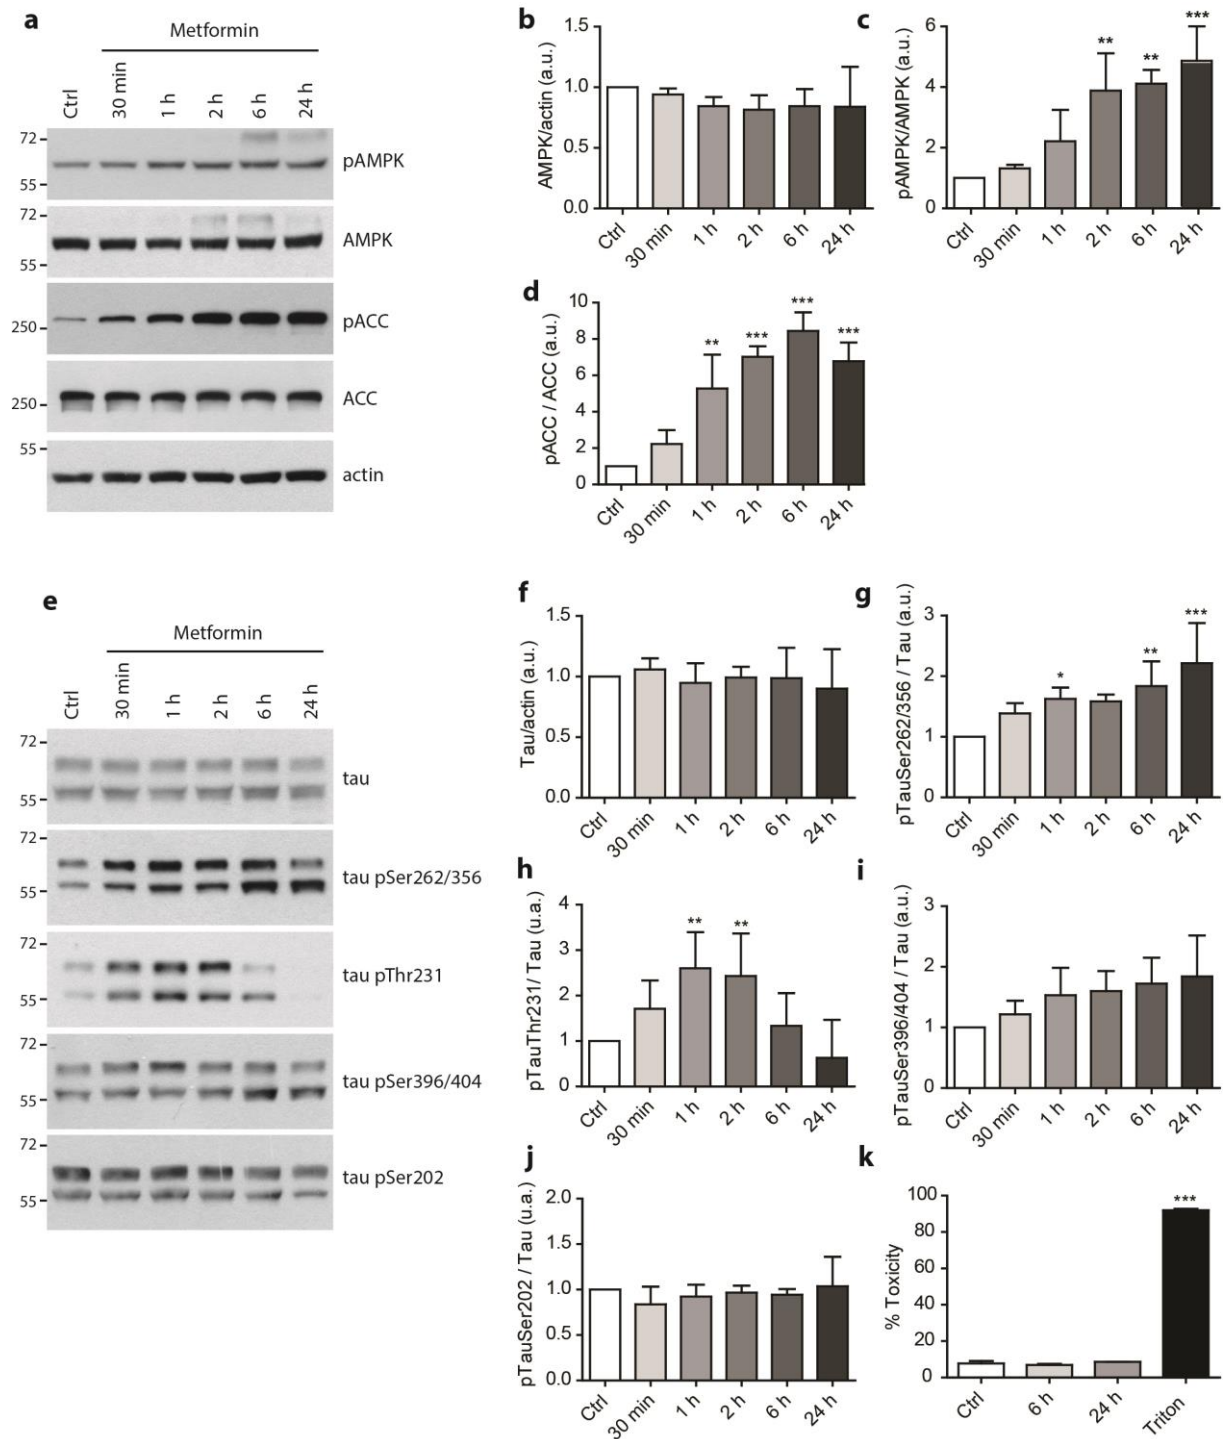 a
Metformin
Ctrl
30 min
1 h
2 h
6 h
24 h
72
55
pAMPK
72
55
AMPK
250
pACC
250
ACC
55
actin
b
AMPK/actin (a.u.)
1.5
1.0
0.5
0.0
Ctrl
30 min
1 h
2 h
6 h
24 h
c
pAMPK/AMPK (a.u.)
6
4
2
0
**
**
***
Ctrl
30 min
1 h
2 h
6 h
24 h
d
pACC / ACC (a.u.)
10
8
6
4
2
0
**
***
***
***
Ctrl
30 min
1 h
2 h
6 h
24 h
e
Metformin
Ctrl
30 min
1 h
2 h
6 h
24 h
72
55
tau
72
55
tau pSer262/356
72
55
tau pThr231
72
55
tau pSer396/404
72
55
tau pSer202
f
Tau/actin (a.u.)
1.5
1.0
0.5
0.0
Ctrl
30 min
1 h
2 h
6 h
24 h
g
pTauSer262/356 / Tau (a.u.)
3
2
1
0
*
**
***
Ctrl
30 min
1 h
2 h
6 h
24 h
h
pTauThr231/ Tau (u.a.)
4
3
2
1
0
**
**
Ctrl
30 min
1 h
2 h
6 h
24 h
i
pTauSer396/404 / Tau (a.u.)
3
2
1
0
Ctrl
30 min
1 h
2 h
6 h
24 h
j
pTauSer202 / Tau (u.a.)
2.0
1.5
1.0
0.5
0.0
Ctrl
30 min
1 h
2 h
6 h
24 h
k
% Toxicity
100
80
60
40
20
0
***
Ctrl
6 h
24 h
Triton